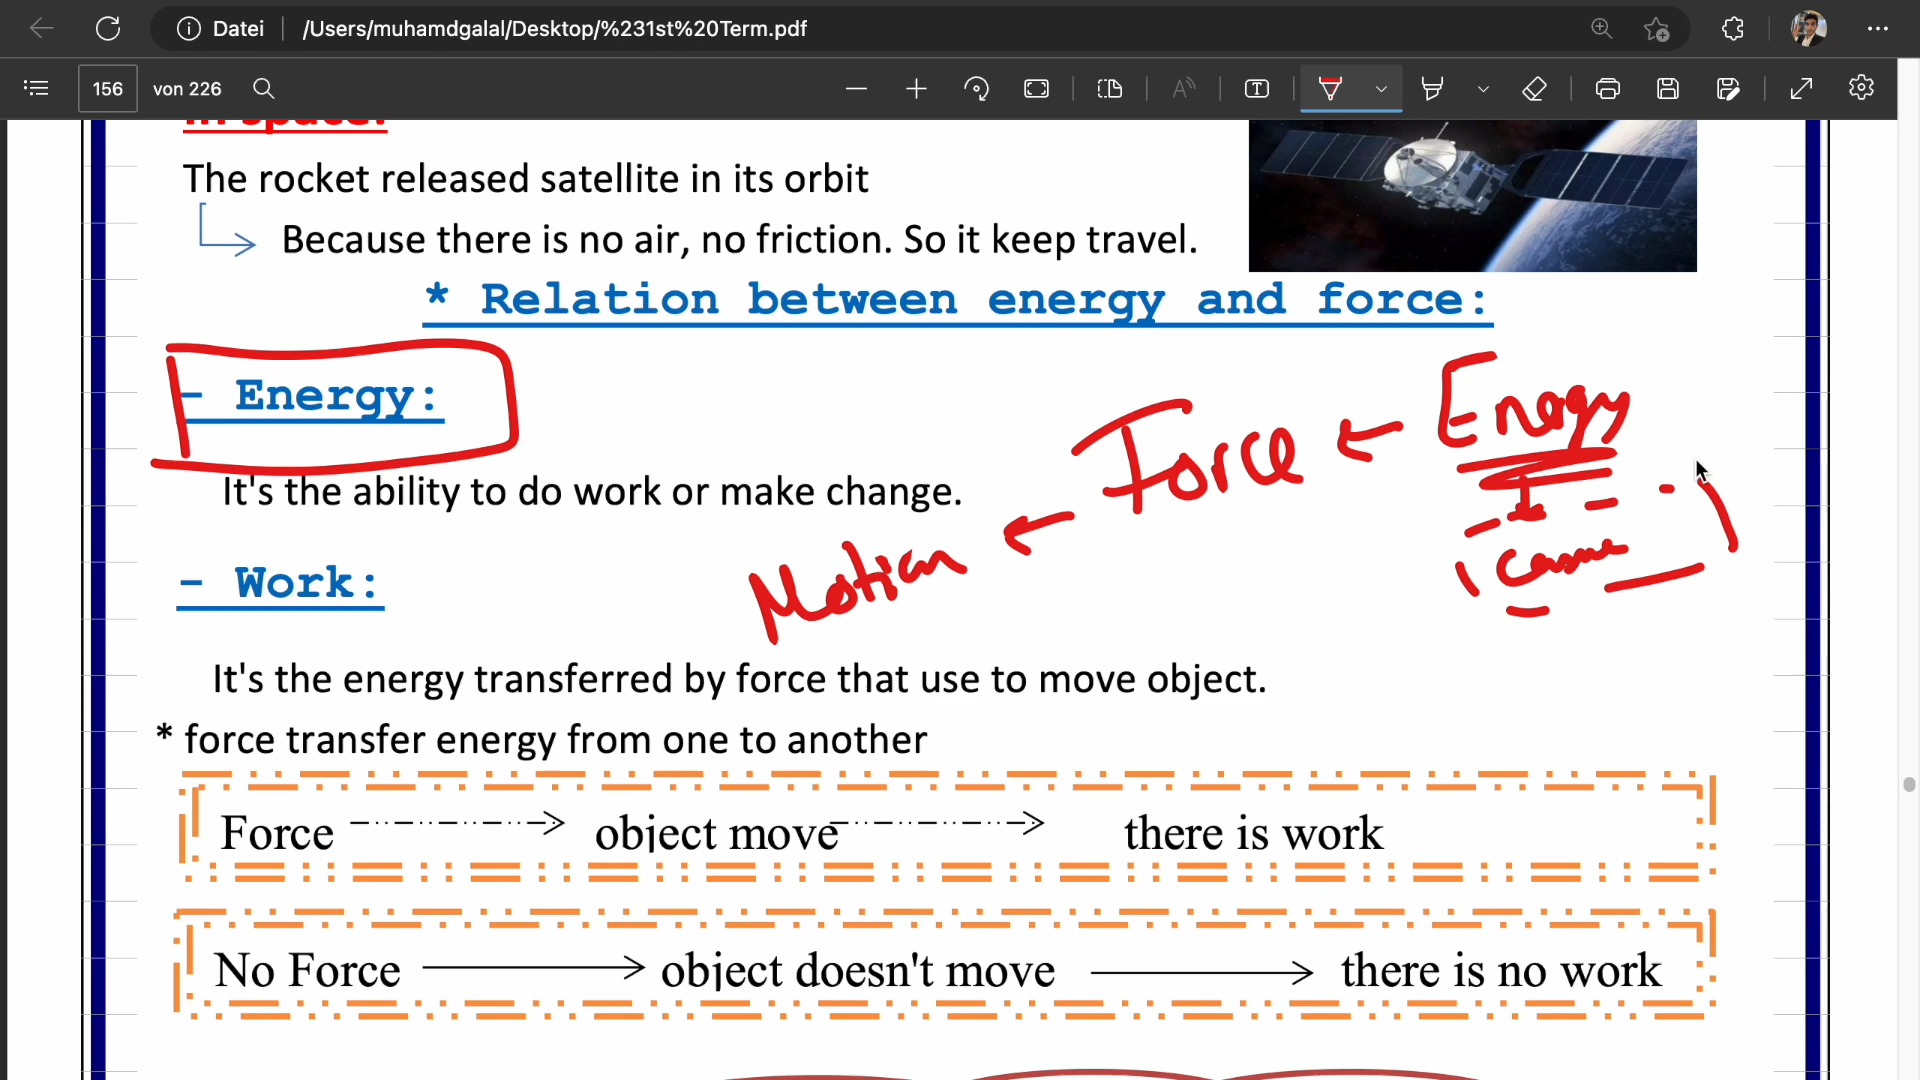 Datei /Users/muhamdgalal/Desktop/%231st%20Term.pdf
156 von 226
The rocket released satellite in its orbit
Because there is no air, no friction. So it keep travel.
* Relation between energy and force:
- Energy:
Force ← Energy
It's the ability to do work or make change.
Motion ←
- Work:
It's the energy transferred by force that use to move object.
* force transfer energy from one to another
Force object move there is work
No Force object doesn't move there is no work